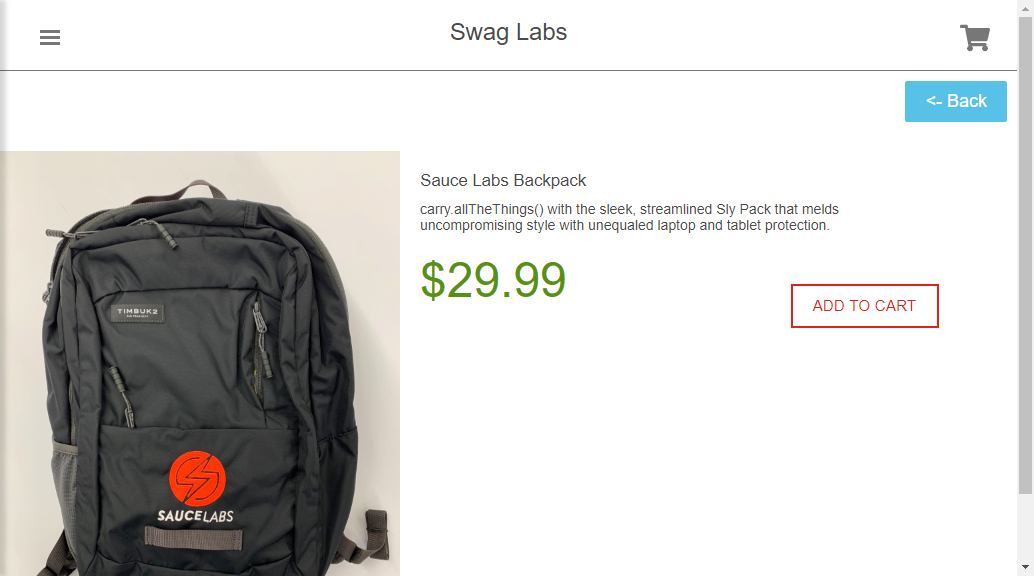 Swag Labs
<- Back
Sauce Labs Backpack
carry.allTheThings() with the sleek, streamlined Sly Pack that melds
uncompromising style with unequaled laptop and tablet protection.
$29.99
ADD TO CART
TIMBUK2
SAUCELABS